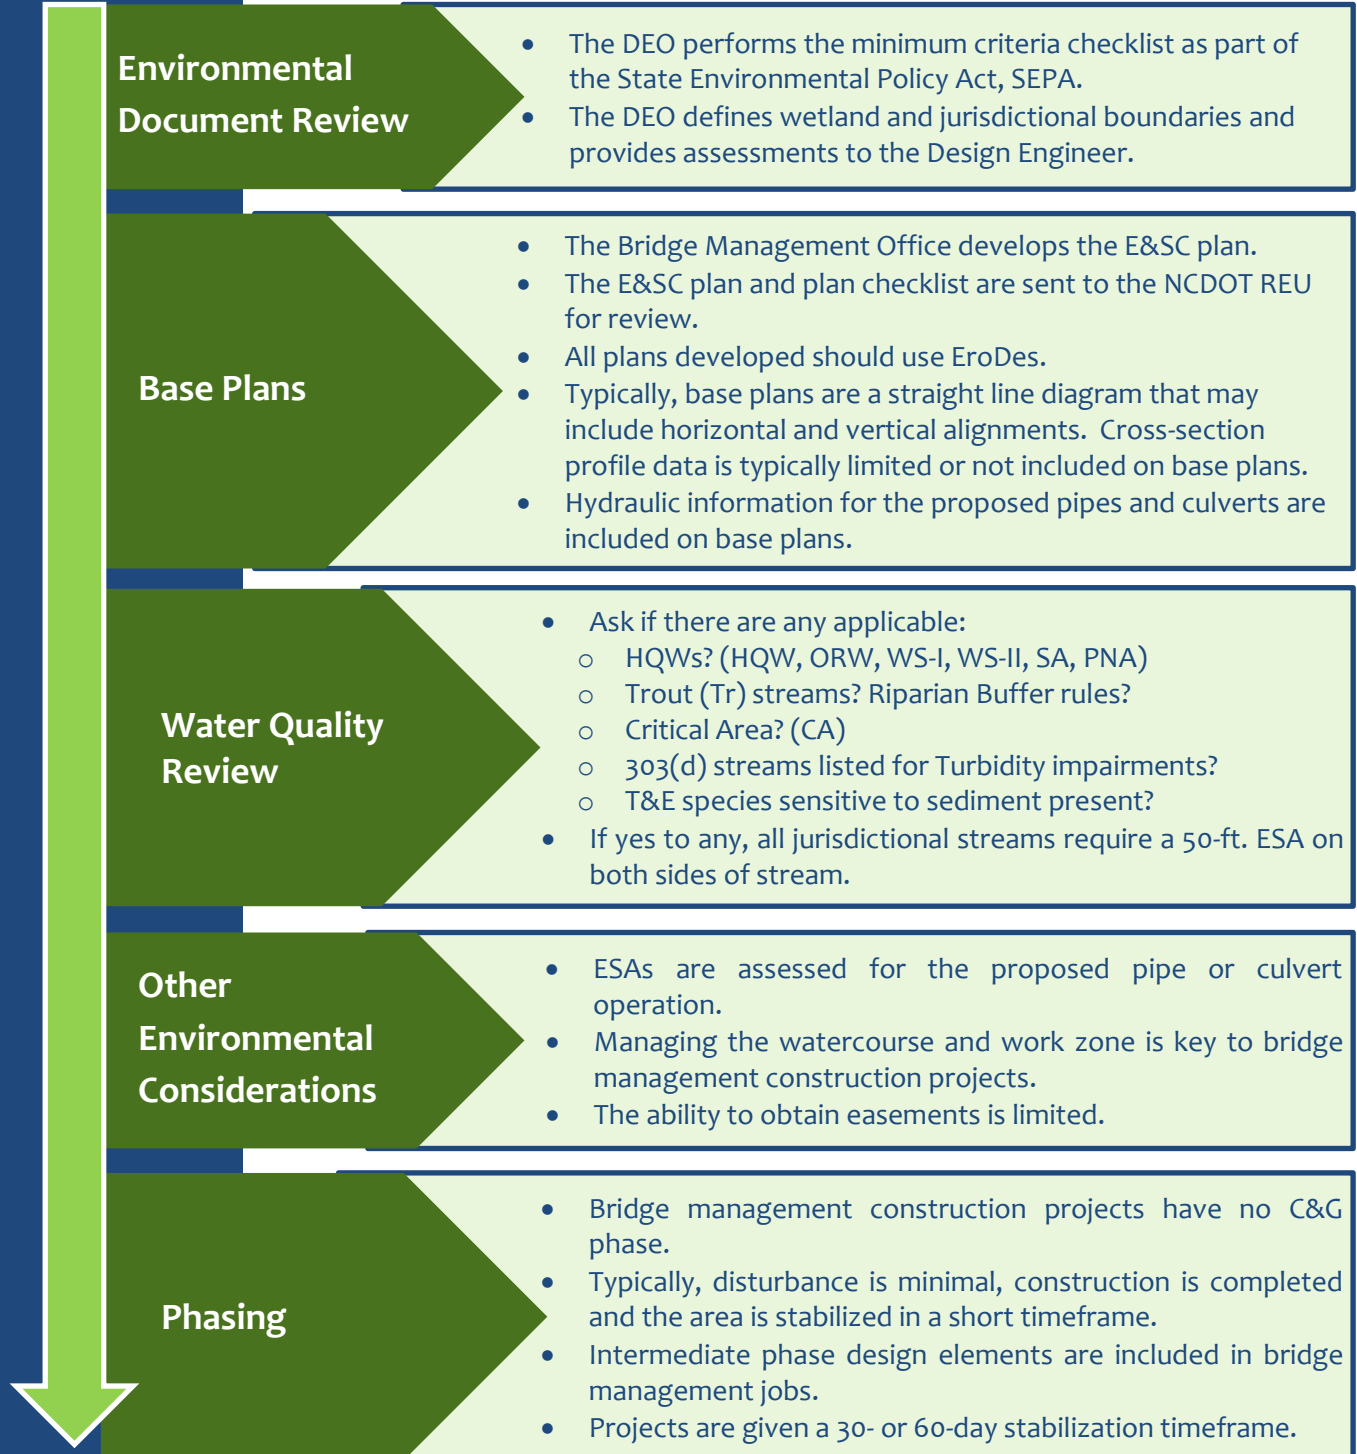 Environmental
Document Review
• The DEO performs the minimum criteria checklist as part of
the State Environmental Policy Act, SEPA.
• The DEO defines wetland and jurisdictional boundaries and
provides assessments to the Design Engineer.
Base Plans
• The Bridge Management Office develops the E&SC plan.
• The E&SC plan and plan checklist are sent to the NCDOT REU
for review.
• All plans developed should use EroDes.
• Typically, base plans are a straight line diagram that may
include horizontal and vertical alignments. Cross-section
profile data is typically limited or not included on base plans.
• Hydraulic information for the proposed pipes and culverts are
included on base plans.
Water Quality
Review
• Ask if there are any applicable:
o HQWs? (HQW, ORW, WS-I, WS-II, SA, PNA)
o Trout (Tr) streams? Riparian Buffer rules?
o Critical Area? (CA)
o 303(d) streams listed for Turbidity impairments?
o T&E species sensitive to sediment present?
• If yes to any, all jurisdictional streams require a 50-ft. ESA on
both sides of stream.
Other
Environmental
Considerations
• ESAs are assessed for the proposed pipe or culvert
operation.
• Managing the watercourse and work zone is key to bridge
management construction projects.
• The ability to obtain easements is limited.
Phasing
• Bridge management construction projects have no C&G
phase.
• Typically, disturbance is minimal, construction is completed
and the area is stabilized in a short timeframe.
• Intermediate phase design elements are included in bridge
management jobs.
• Projects are given a 30- or 60-day stabilization timeframe.